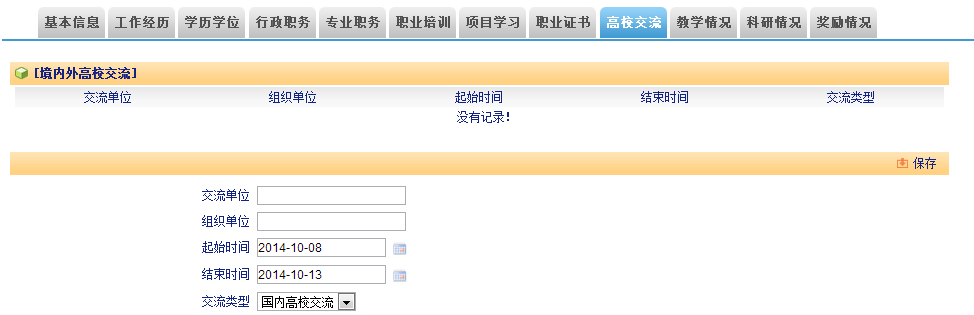 基本信息 工作经历 学历学位 行政职务 专业职务 职业培训 项目学习 职业证书 高校交流 教学情况 科研情况 奖励情况
[境内外高校交流]
交流单位 组织单位 起始时间 结束时间 交流类型
没有记录!
保存
交流单位
组织单位
起始时间 2014-10-08
结束时间 2014-10-13
交流类型 国内高校交流